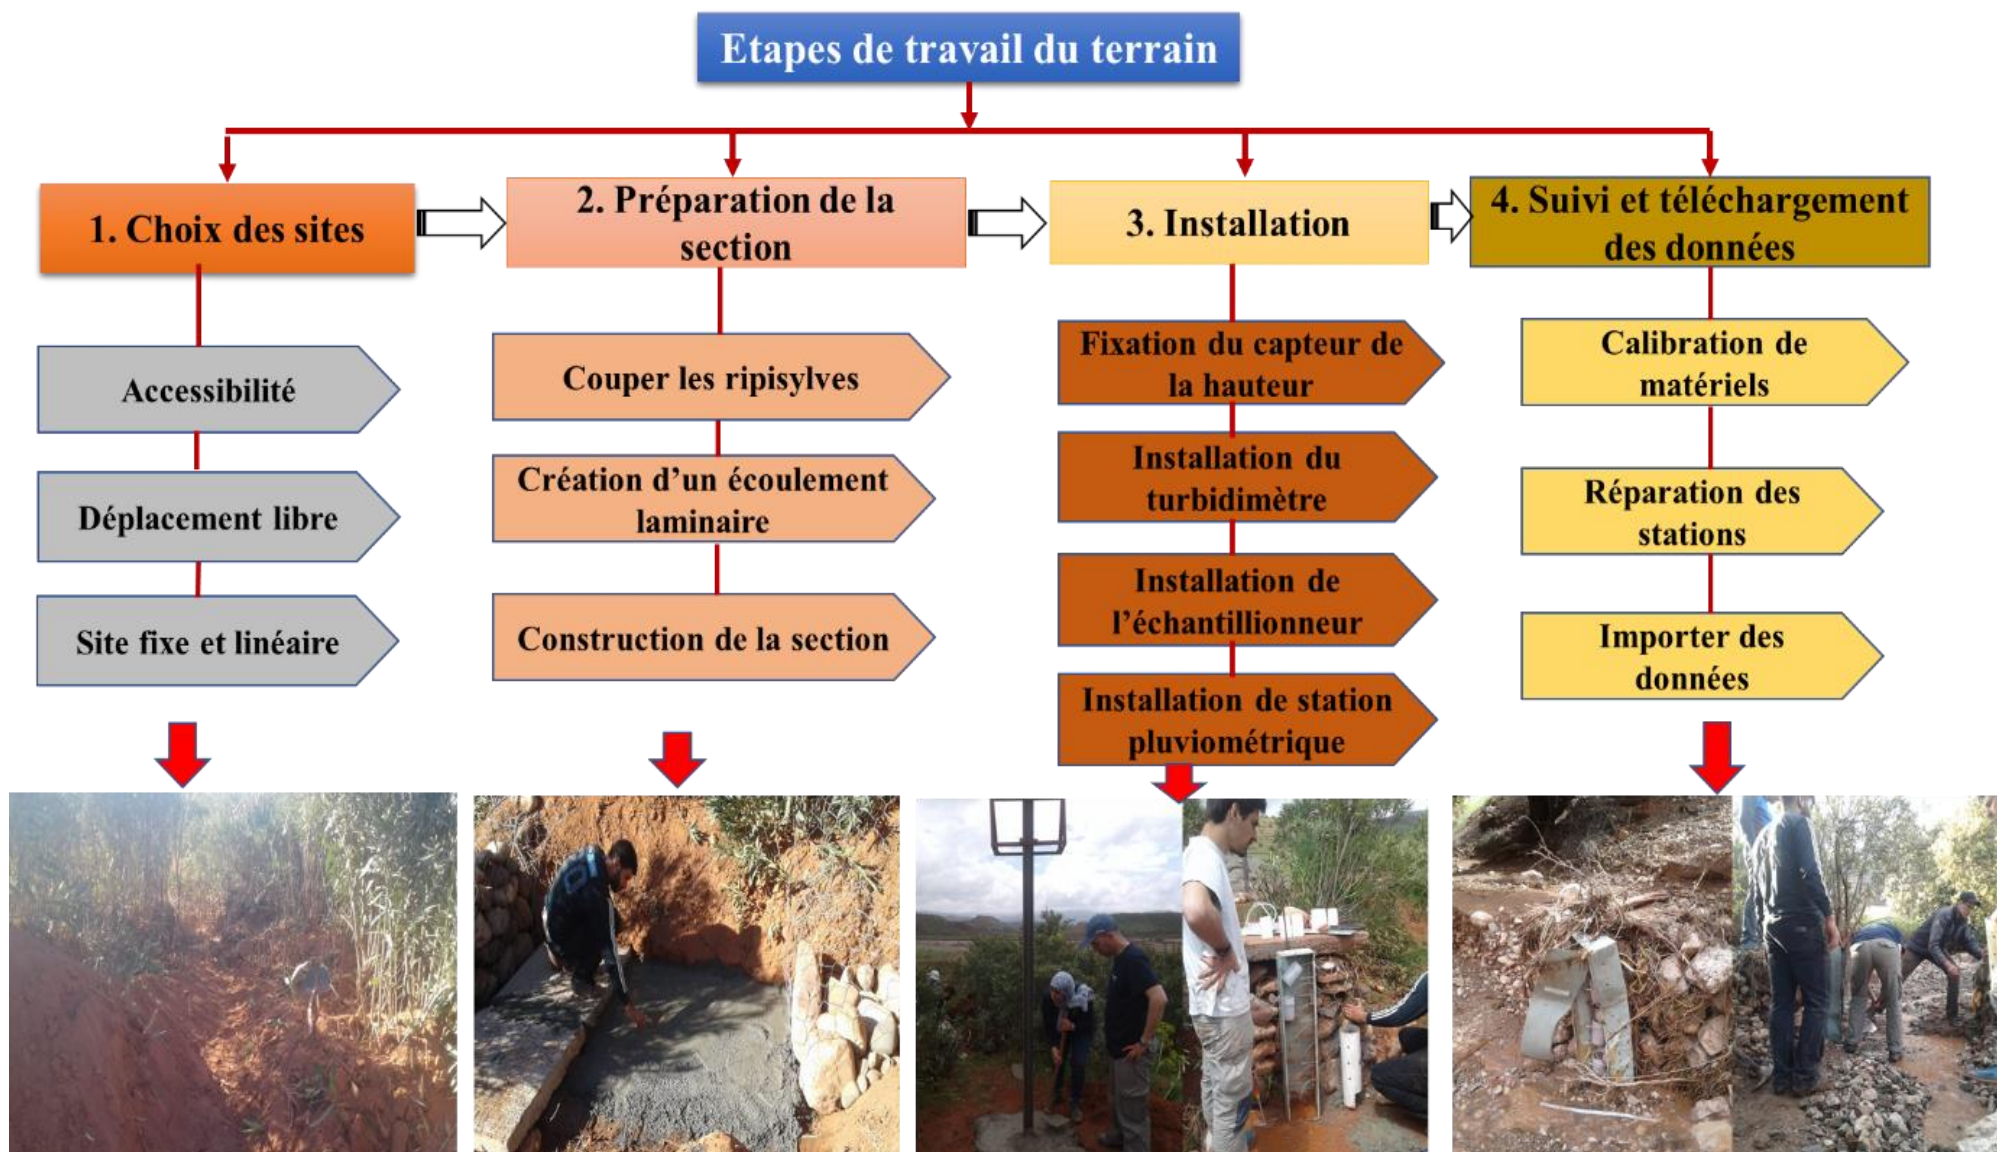 Etapes de travail du terrain
1. Choix des sites
2. Préparation de la
section
3. Installation
4. Suivi et téléchargement
des données
Accessibilité
Déplacement libre
Site fixe et linéaire
Couper les ripisylves
Création d’un écoulement
laminaire
Construction de la section
Fixation du capteur de
la hauteur
Installation du
turbidimètre
Installation de
l’échantillionneur
Installation de station
pluviométrique
Calibration de
matériels
Réparation des
stations
Importer des
données